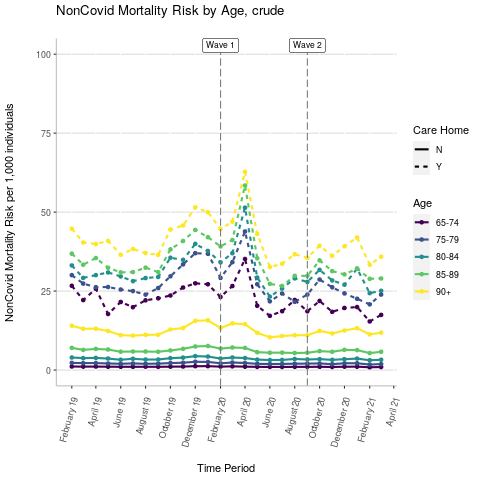 NonCovid Mortality Risk by Age, crude
Wave 1
Wave 2
100
75
50
25
0
NonCovid Mortality Risk per 1,000 individuals
February 19
April 19
June 19
August 19
October 19
December 19
February 20
April 20
June 20
August 20
October 20
December 20
February 21
April 21
Time Period
Care Home
N
Y
Age
65-74
75-79
80-84
85-89
90+